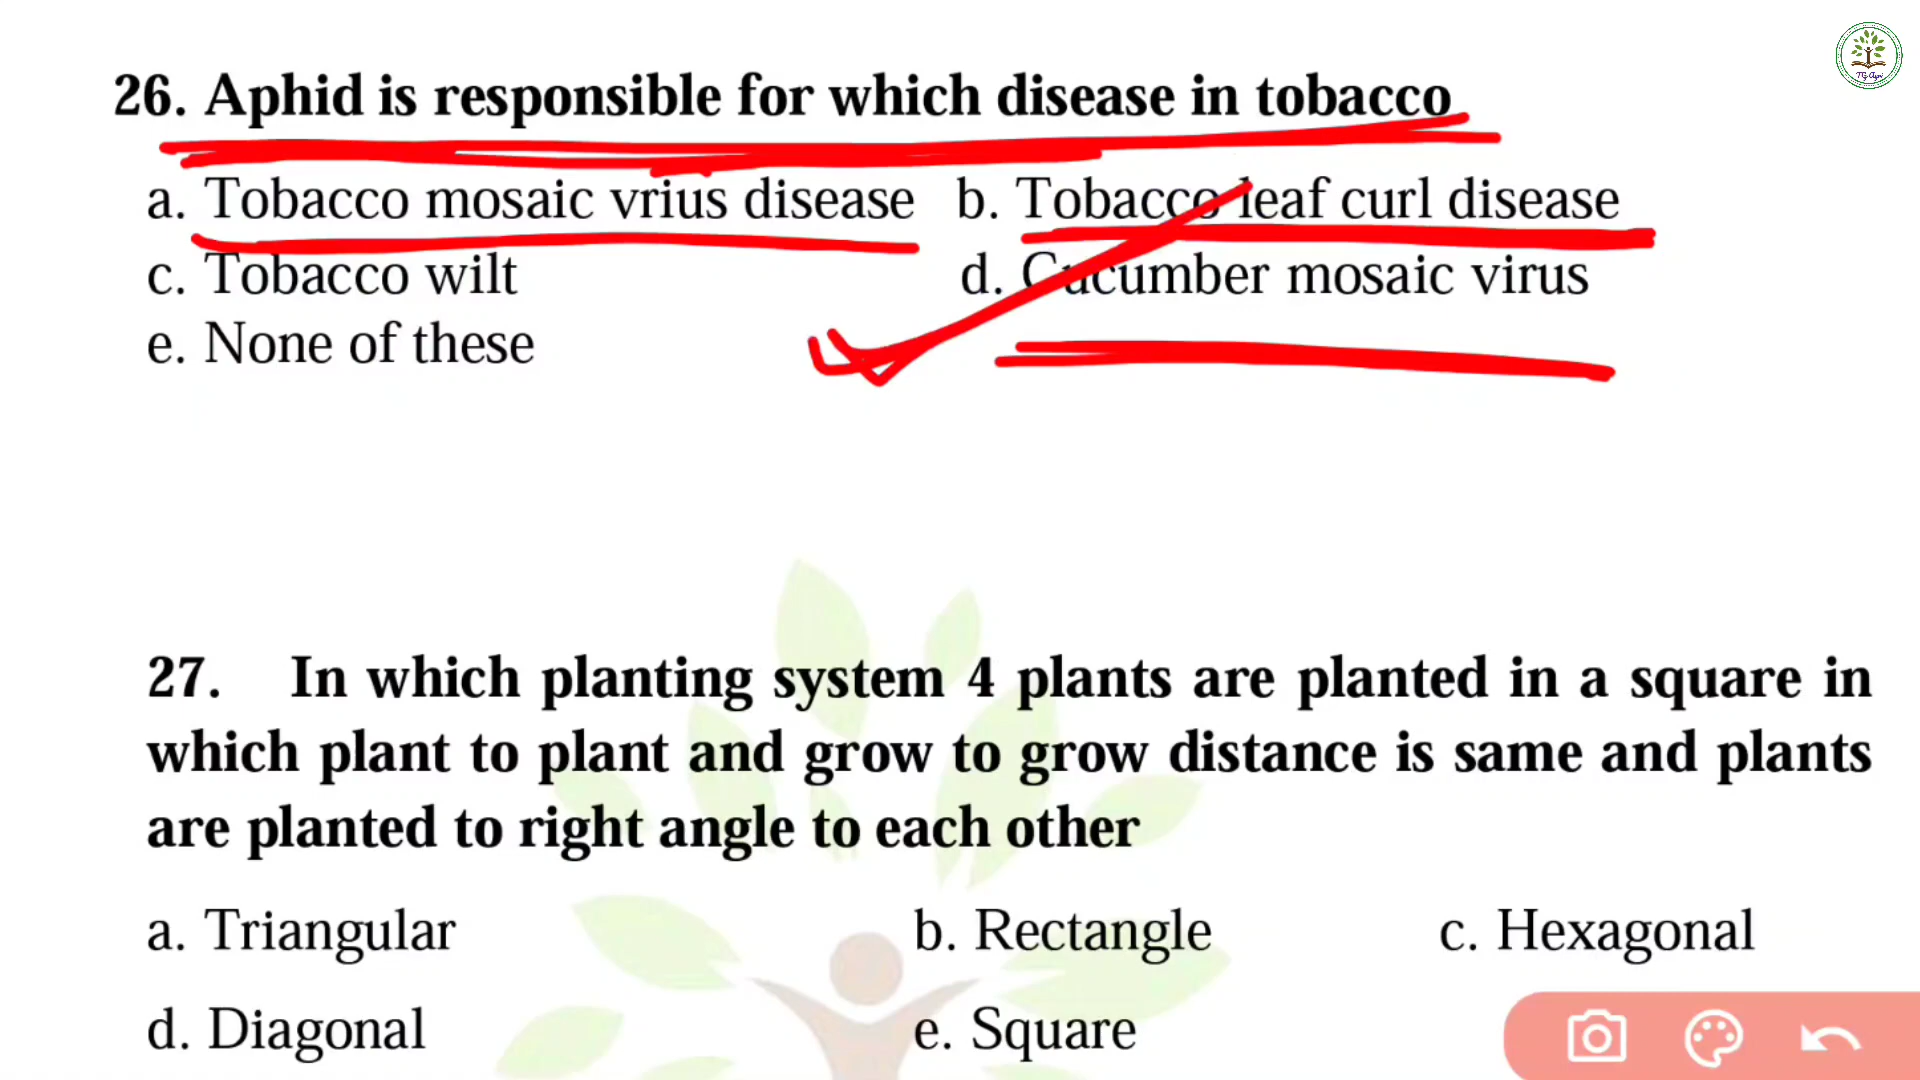 26. Aphid is responsible for which disease in tobacco
a. Tobacco mosaic vrius disease b. Tobacco leaf curl disease
c. Tobacco wilt d. Cucumber mosaic virus
e. None of these
27. In which planting system 4 plants are planted in a square in
which plant to plant and grow to grow distance is same and plants
are planted to right angle to each other
a. Triangular b. Rectangle c. Hexagonal
d. Diagonal e. Square
TG Agri